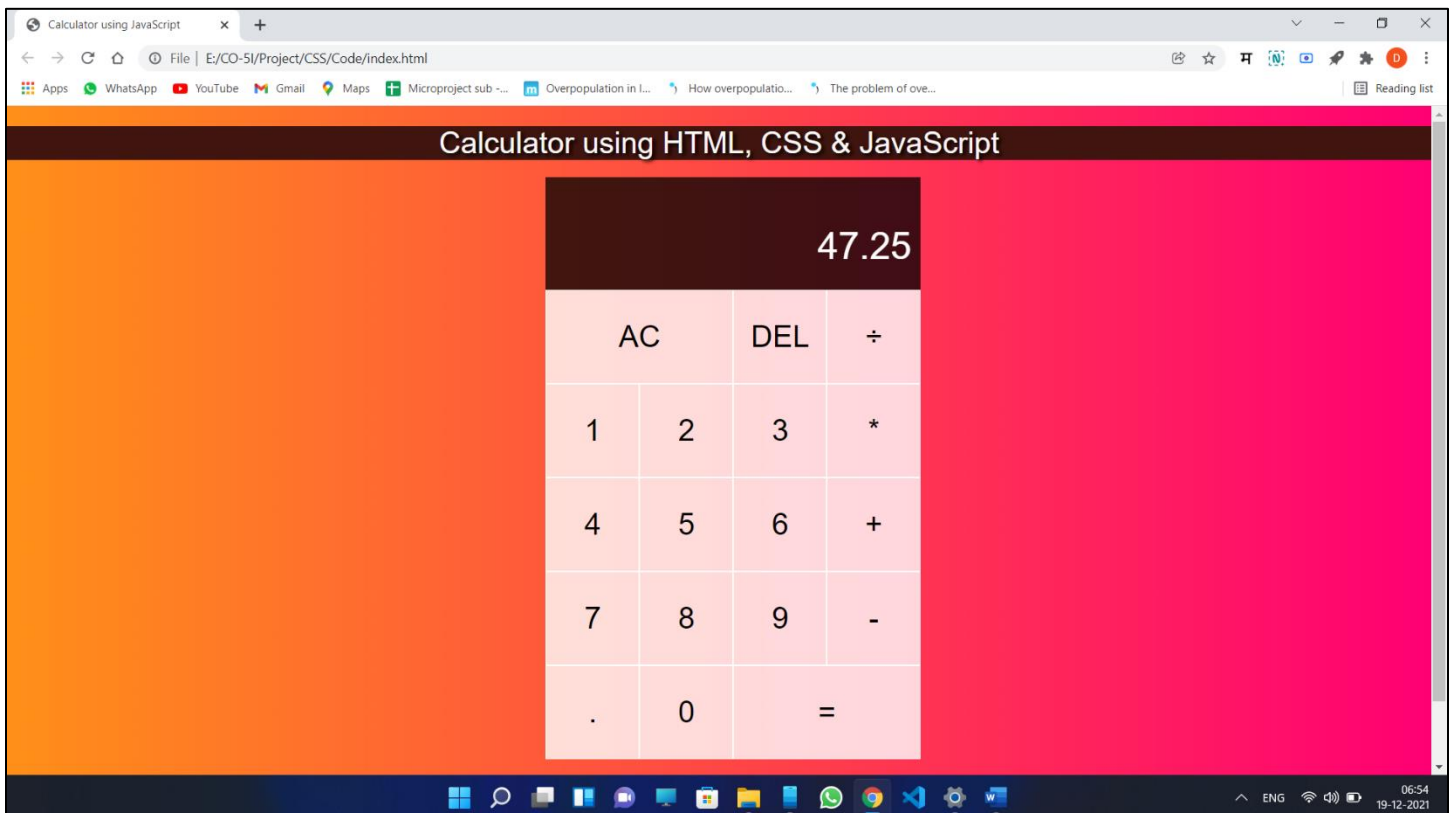 Calculator using JavaScript
File | E:/CO-5I/Project/CSS/Code/index.html
म N D
Apps WhatsApp YouTube Gmail Maps Microproject sub -... m Overpopulation in I... How overpopulatio... The problem of ove... Reading list
Calculator using HTML, CSS & JavaScript
47.25
AC DEL ÷
1 2 3 *
4 5 6 +
7 8 9 -
. 0 =
W
ENG 06:54
19-12-2021